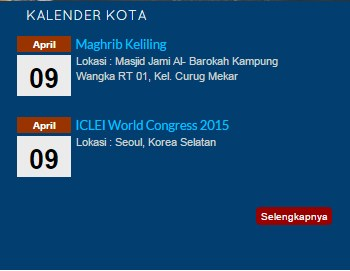 KALENDER KOTA
April
09
Maghrib Keliling
Lokasi : Masjid Jami Al- Barokah Kampung
Wangka RT 01, Kel. Curug Mekar
April
09
ICLEI World Congress 2015
Lokasi : Seoul, Korea Selatan
Selengkapnya